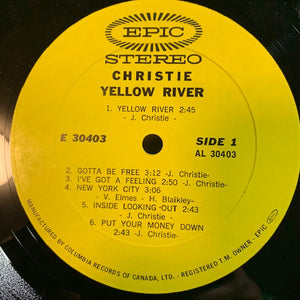 EPIC
STEREO
CHRISTIE
YELLOW RIVER
1. YELLOW RIVER 2:45
- J. Christie -
E 30403
SIDE 1
AL 30403
2. GOTTA BE FREE 3:12 -J. Christie-
3. I'VE GOT A FEELING 2:50 -J. Christie-
4. NEW YORK CITY 3:06
- V. Elmes - H. Blaikley-
5. INSIDE LOOKING OUT 2:43
- J. Christie -
6. PUT YOUR MONEY DOWN
2:43 -J. Christie-
MANUFACTURED BY COLUMBIA RECORDS OF CANADA, LTD. - REGISTERED T.M. OWNER. - EPIC